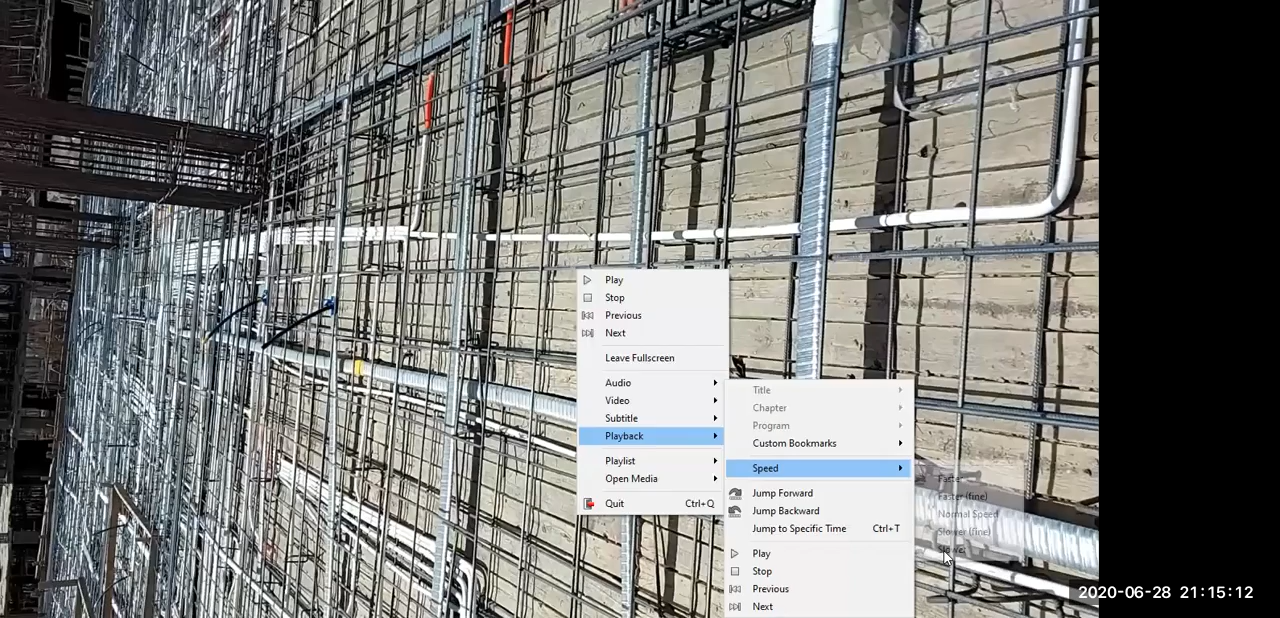 Play
Stop
Previous
Next
Leave Fullscreen
Audio
Video
Subtitle
Playback
Playlist
Open Media
Quit Ctrl+Q
Title
Chapter
Program
Custom Bookmarks
Speed
Jump Forward
Jump Backward
Jump to Specific Time Ctrl+T
Play
Stop
Previous
Next
Faster (fine)
Normal Speed
Slower (fine)
Slower
2020-06-28 21:15:12